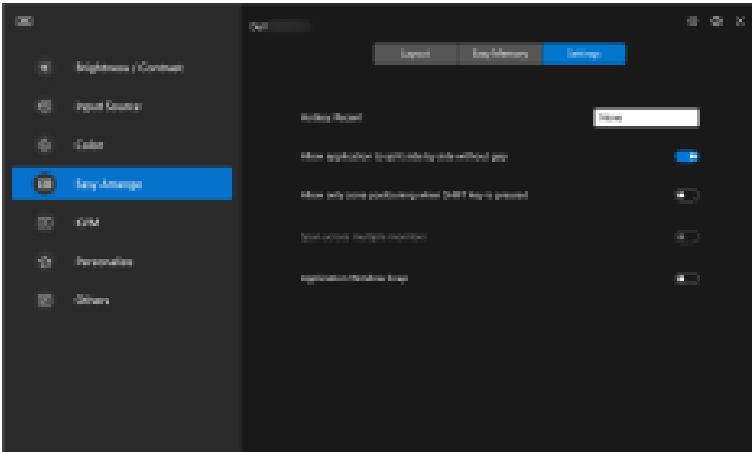 Dell
Layout
Easy Memory
Settings
Brightness / Contrast
Input Source
Color
Easy Arrange
KVM
Personalize
Others
Hotkey
None
Allow application to split side by side without gap
Allow only zone positioning when SHIFT key is pressed
Span across multiple monitors
Application Window Snap